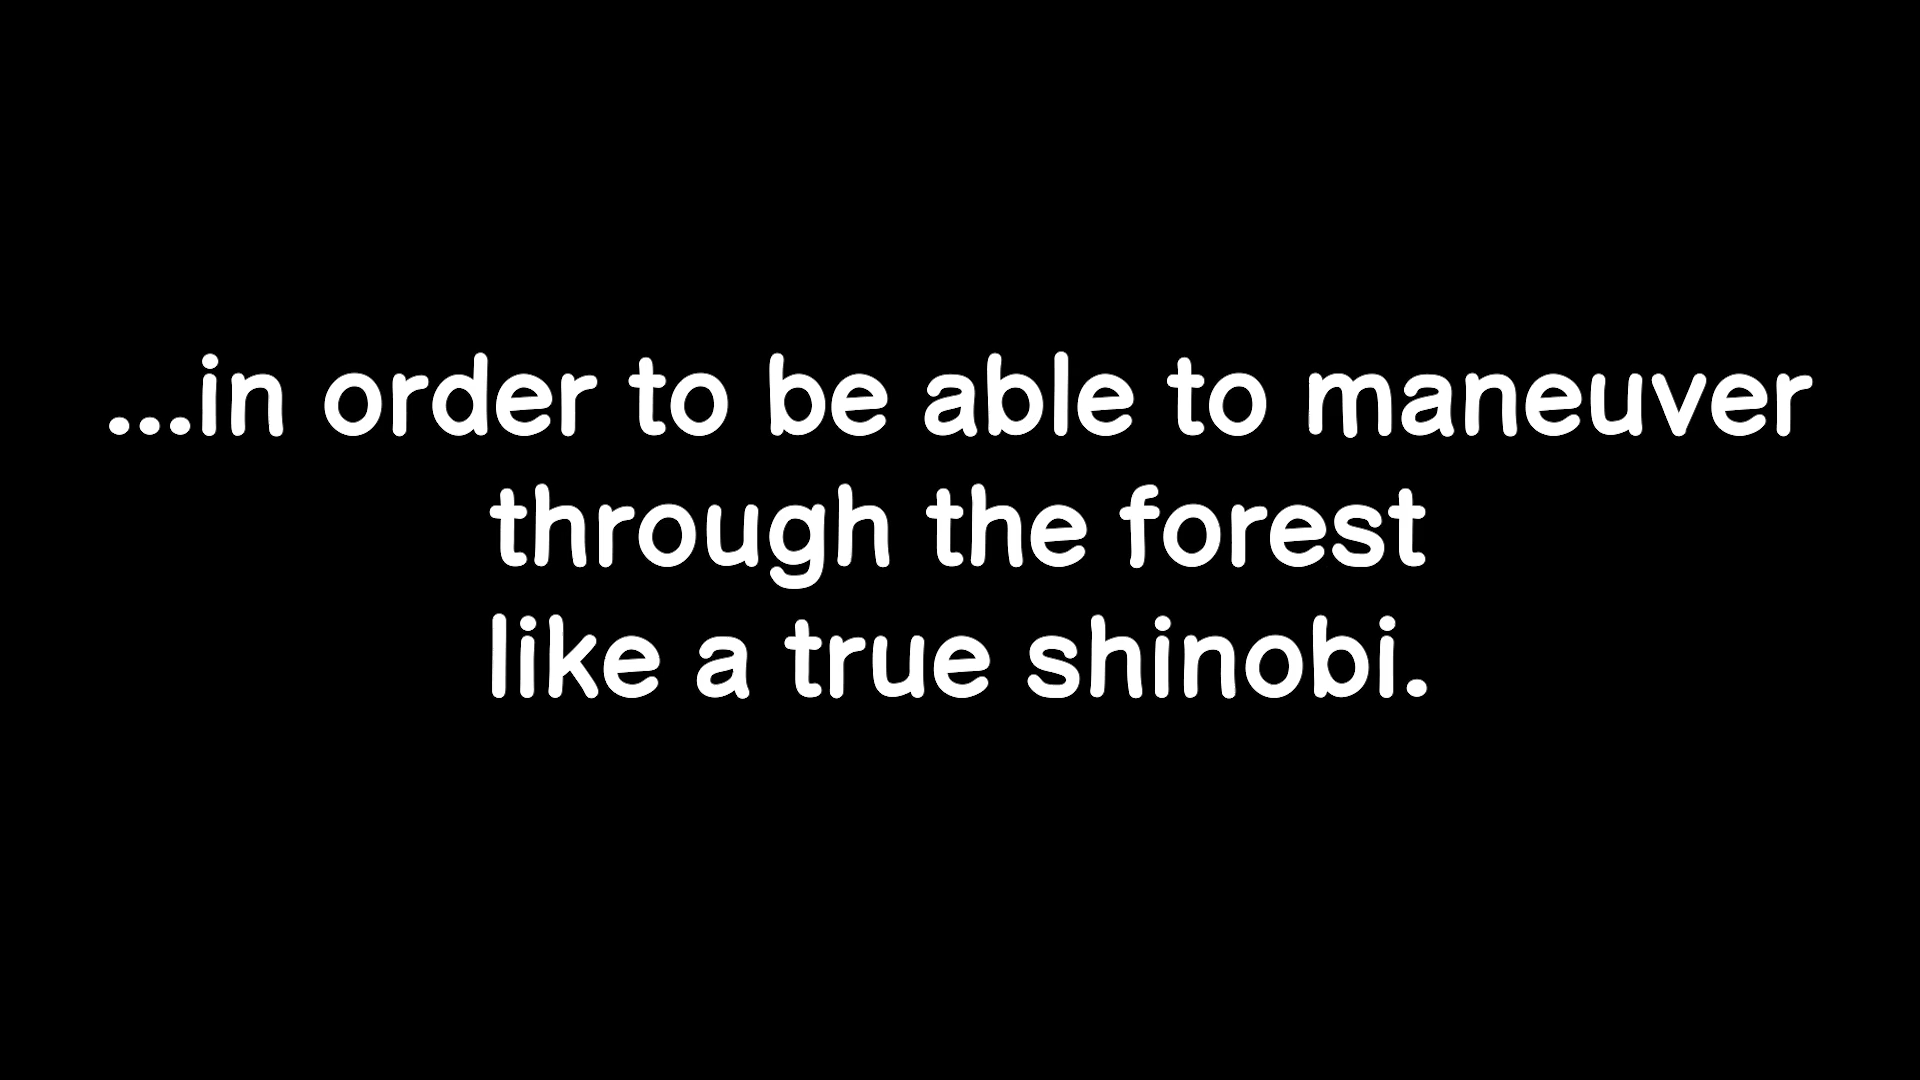 ...in order to be able to maneuver
through the forest
like a true shinobi.